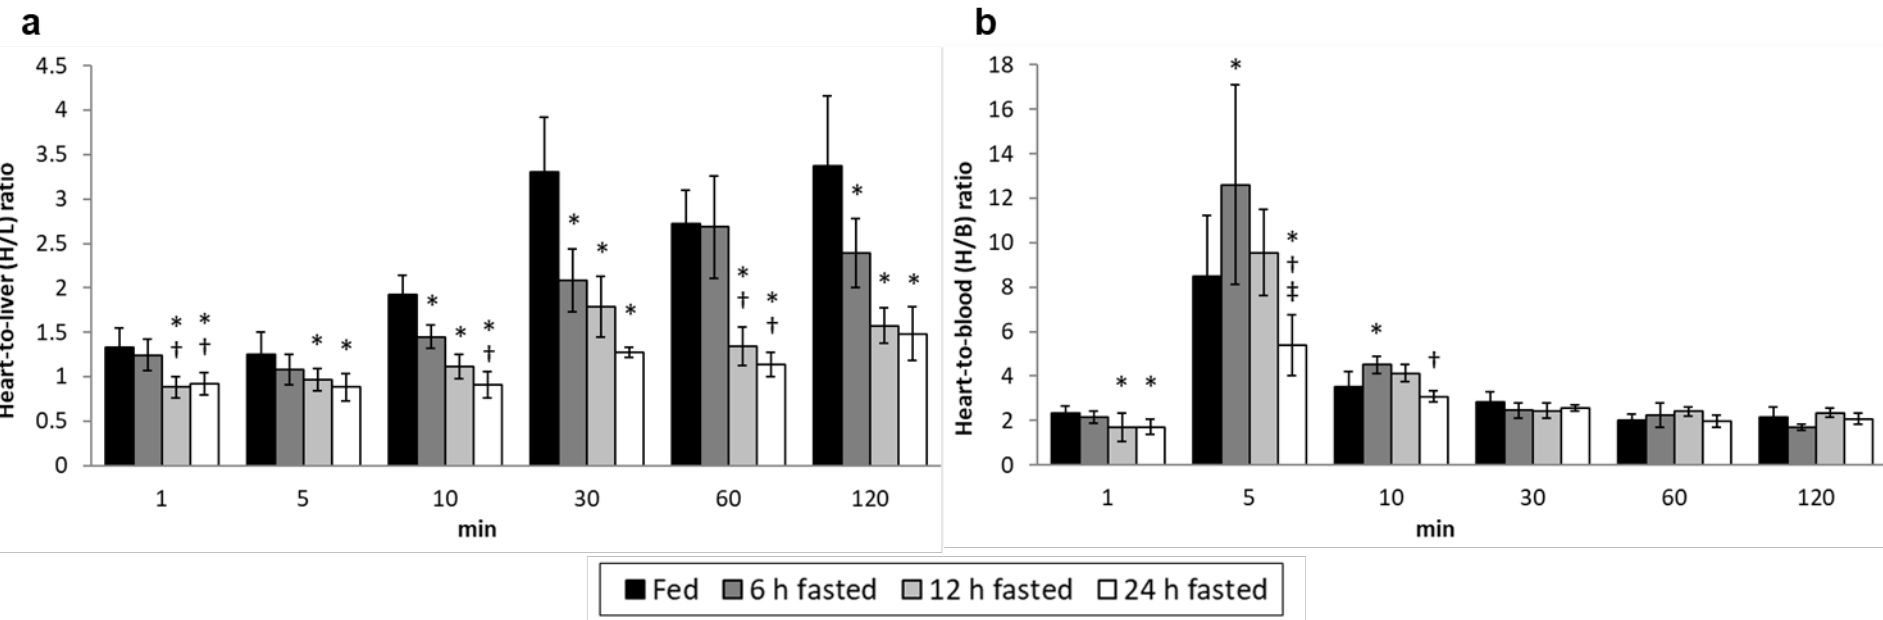 a
b
Heart-to-liver (H/L) ratio
4.5
4
3.5
3
2.5
2
1.5
1
0.5
0
* † * †
* *
* * * †
* * *
* † * †
* * *
1 5 10 30 60 120
min
Heart-to-blood (H/B) ratio
18
16
14
12
10
8
6
4
2
0
* *
* * † ‡
* †
1 5 10 30 60 120
min
Fed 6 h fasted 12 h fasted 24 h fasted